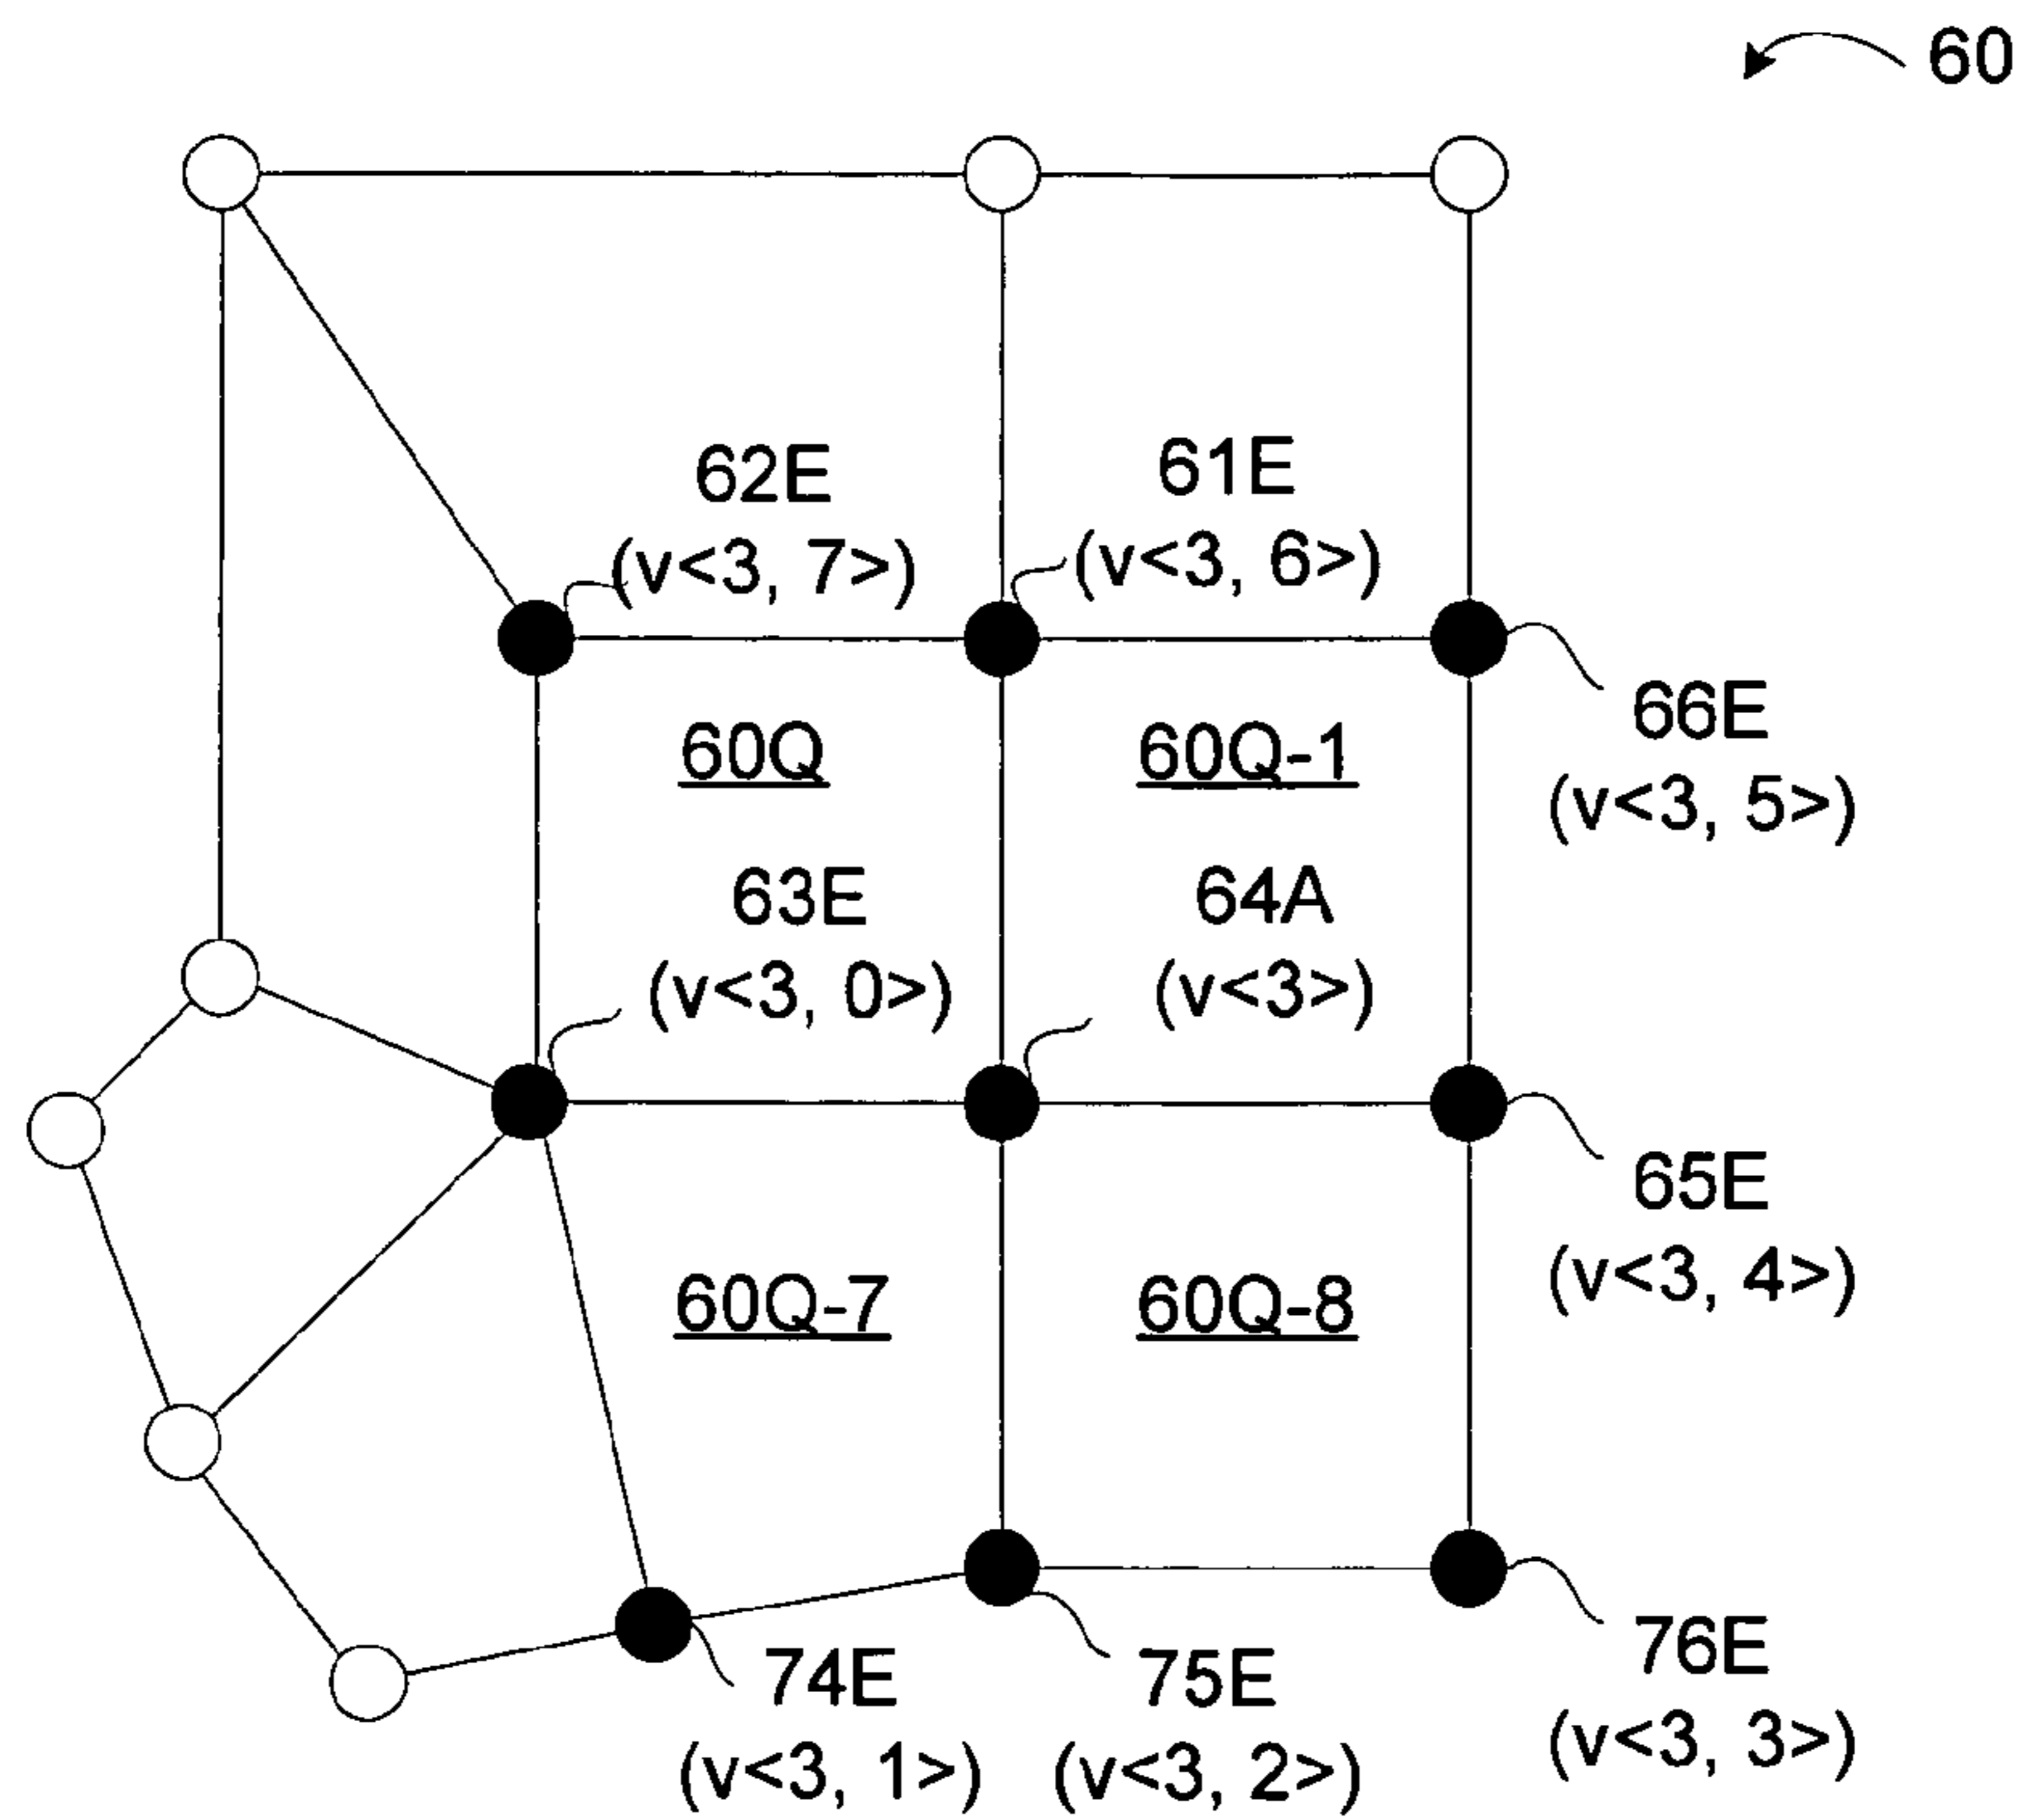 60
62E
(v<3, 7>)
61E
(v<3, 6>)
60Q
60Q-1
66E
(v<3, 5>)
63E
(v<3, 0>)
64A
(v<3>)
65E
(v<3, 4>)
60Q-7
60Q-8
74E
(v<3, 1>)
75E
(v<3, 2>)
76E
(v<3, 3>)